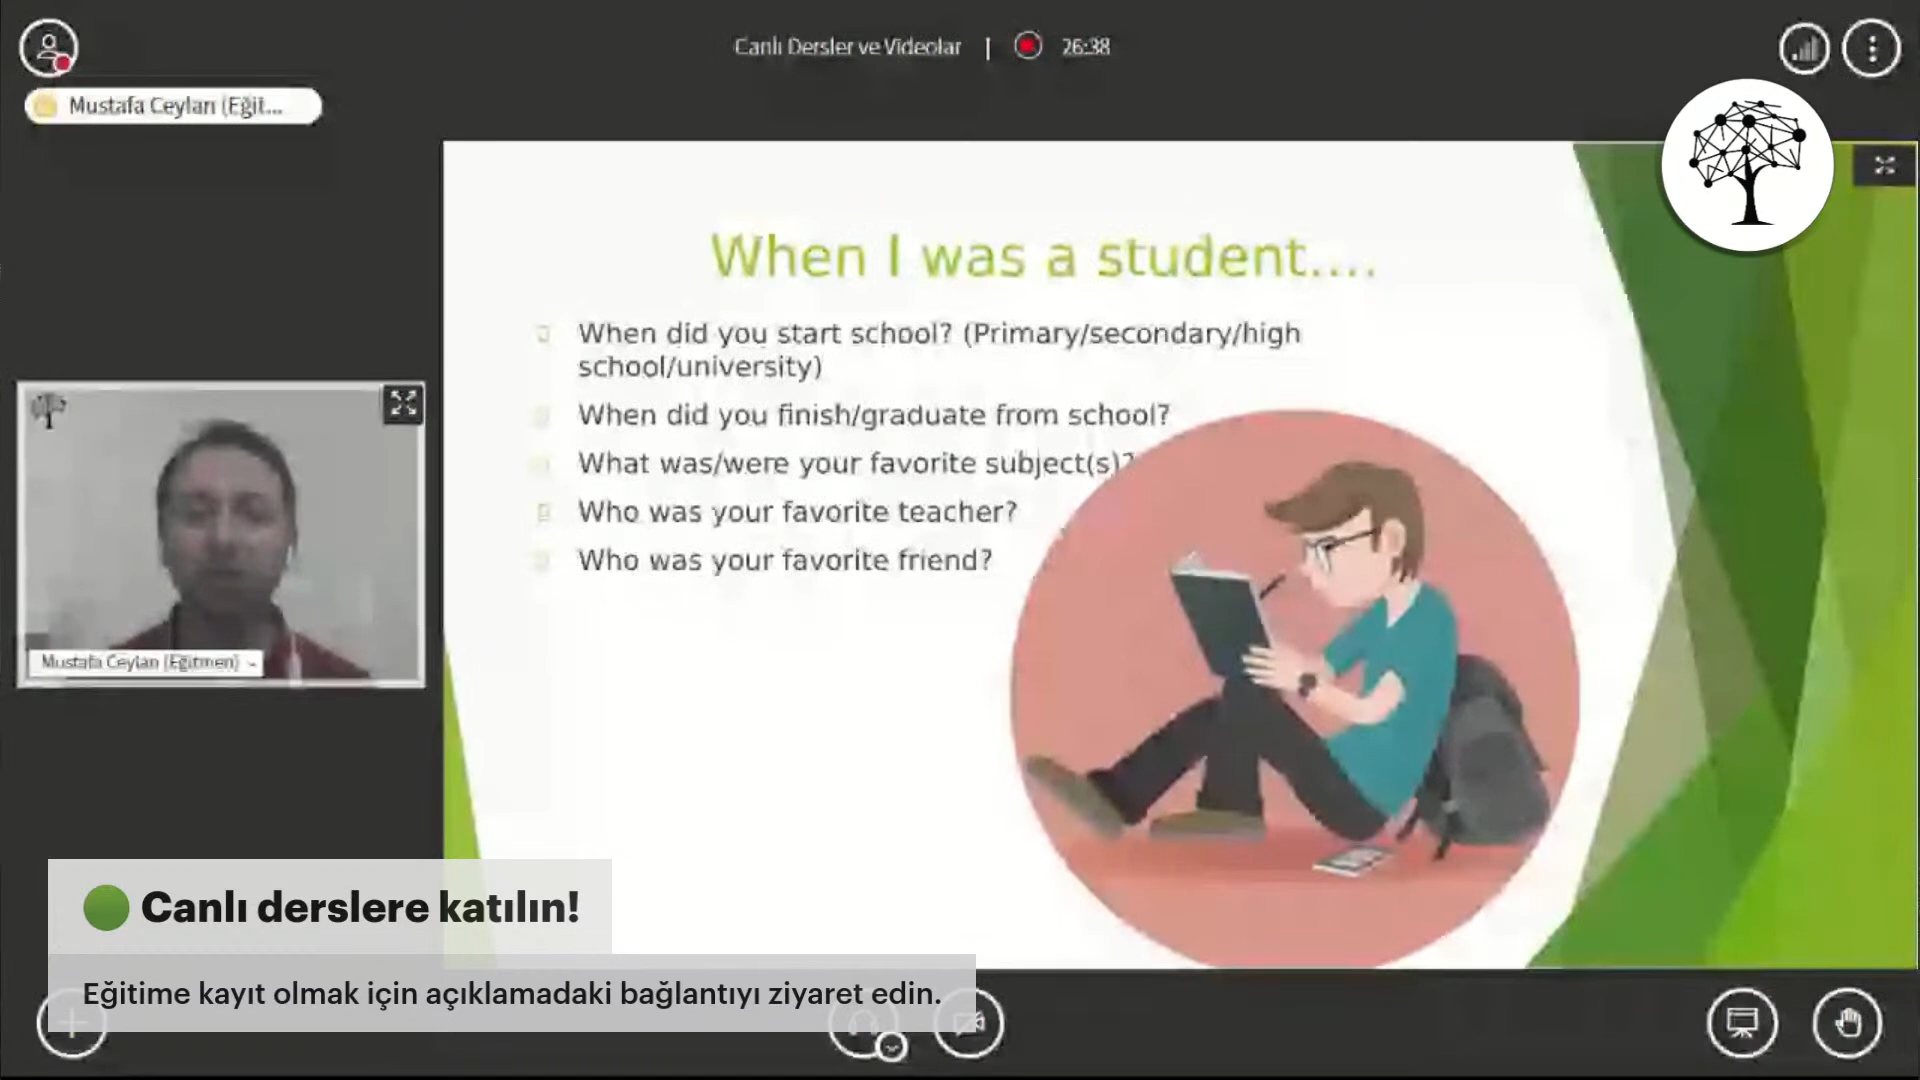 Canlı Dersler ve Videolar | 26:38
Mustafa Ceylan (Eğit...
When I was a student....
When did you start school? (Primary/secondary/high
school/university)
When did you finish/graduate from school?
What was/were your favorite subject(s)?
Who was your favorite teacher?
Who was your favorite friend?
Mustafa Ceylan (Eğitmen)
Canlı derslere katılın!
Eğitime kayıt olmak için açıklamadaki bağlantıyı ziyaret edin.